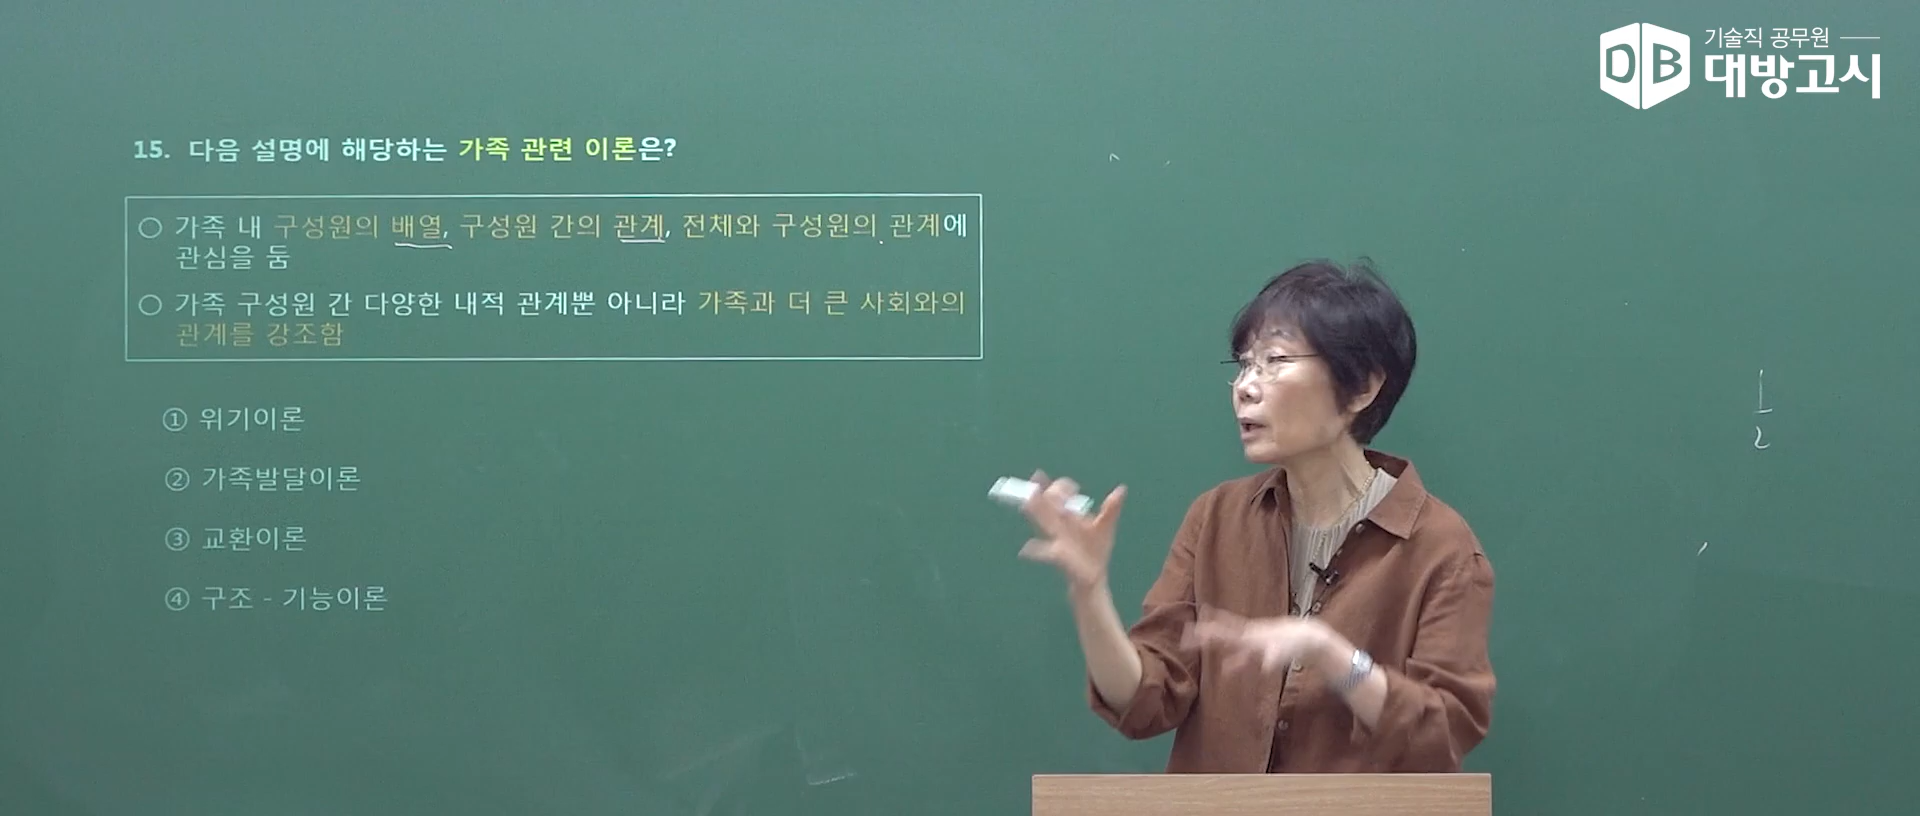 기술직 공무원
DB 대방고시
15. 다음 설명에 해당하는 가족 관련 이론은?
○ 가족 내 구성원의 배열, 구성원 간의 관계, 전체와 구성원의 관계에
관심을 둠
○ 가족 구성원 간 다양한 내적 관계뿐 아니라 가족과 더 큰 사회와의
관계를 강조함
① 위기이론
② 가족발달이론
③ 교환이론
④ 구조 - 기능이론
1
2